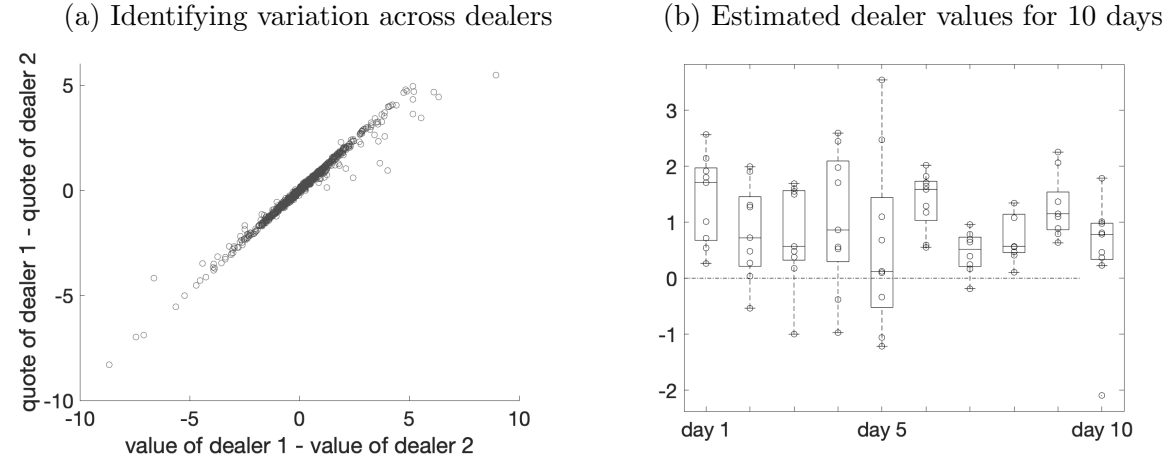 (a) Identifying variation across dealers
quote of dealer 1 - quote of dealer 2
5
0
-5
-10
-10 -5 0 5 10
value of dealer 1 - value of dealer 2
(b) Estimated dealer values for 10 days
3
2
1
0
-1
-2
day 1 day 5 day 10